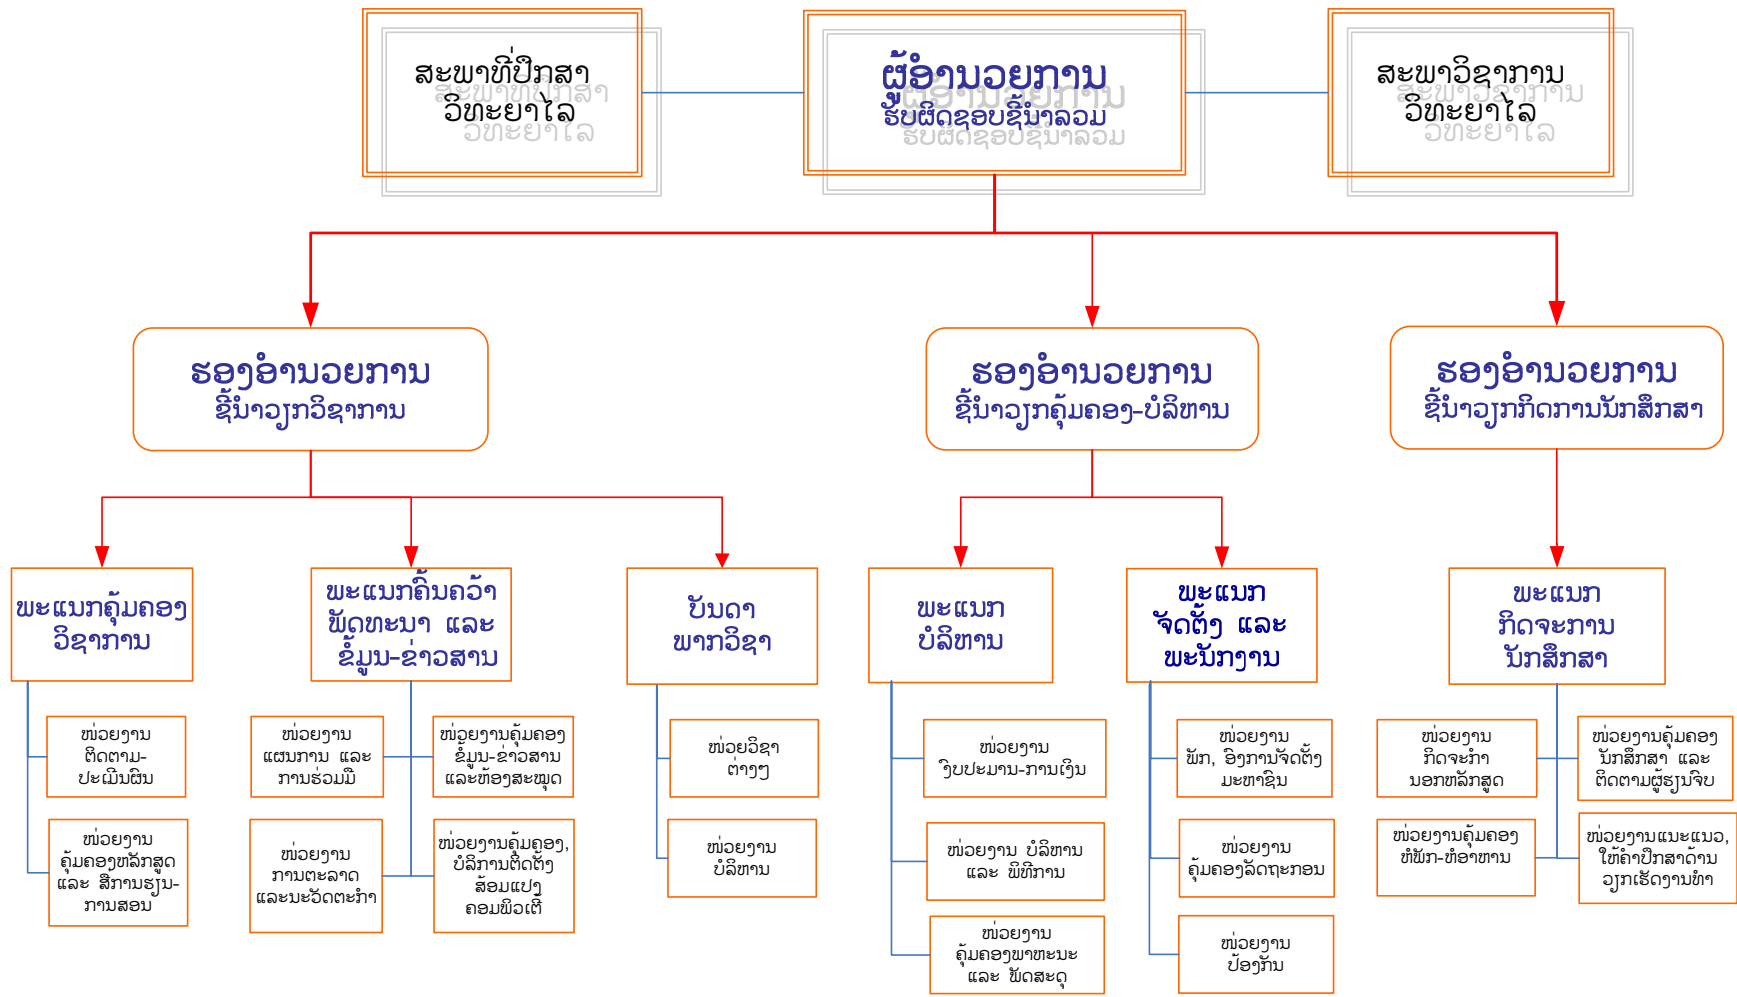 ສະພາທີ່ປຶກສາ
ວິທະຍາໄລ
ຜູ້ອໍານວຍການ
ຮັບຜິດຊອບຊີ້ນໍາລວມ
ສະພາວິຊາການ
ວິທະຍາໄລ
ຮອງອໍານວຍການ
ຊີ້ນໍາວຽກວິຊາການ
ຮອງອໍານວຍການ
ຊີ້ນໍາວຽກຄຸ້ມຄອງ-ບໍລິຫານ
ຮອງອໍານວຍການ
ຊີ້ນໍາວຽກກິດການນັກສຶກສາ
ພະແນກຄຸ້ມຄອງ
ວິຊາການ
ພະແນກຄົ້ນຄວ້າ
ພັດທະນາ ແລະ
ຂໍ້ມູນ-ຂ່າວສານ
ບັນດາ
ພາກວິຊາ
ພະແນກ
ບໍລິຫານ
ພະແນກ
ຈັດຕັ້ງ ແລະ
ພະນັກງານ
ພະແນກ
ກິດຈະການ
ນັກສຶກສາ
ໜ່ວຍງານ
ຕິດຕາມ-
ປະເມີນຜົນ
ໜ່ວຍງານ
ຄຸ້ມຄອງຫລັກສູດ
ແລະ ສື່ການຮຽນ-
ການສອນ
ໜ່ວຍງານ
ແຜນການ ແລະ
ການຮ່ວມມື
ໜ່ວຍງານຄຸ້ມຄອງ
ຂໍ້ມູນ-ຂ່າວສານ
ແລະຫ້ອງສະໝຸດ
ໜ່ວຍງານ
ການຕະລາດ
ແລະນະວັດຕະກໍາ
ໜ່ວຍງານຄຸ້ມຄອງ,
ບໍລິການຕິດຕັ້ງ
ສ້ອມແປງ
ຄອມພິວເຕີ້
ໜ່ວຍວິຊາ
ຕ່າງໆ
ໜ່ວຍງານ
ບໍລິຫານ
ໜ່ວຍງານ
ງົບປະມານ-ການເງິນ
ໜ່ວຍງານ ບໍລິຫານ
ແລະ ພິທີການ
ໜ່ວຍງານ
ຄຸ້ມຄອງພາຫະນະ
ແລະ ພັດສະດຸ
ໜ່ວຍງານ
ພັກ, ອົງການຈັດຕັ້ງ
ມະຫາຊົນ
ໜ່ວຍງານ
ຄຸ້ມຄອງລັດຖະກອນ
ໜ່ວຍງານ
ປ້ອງກັນ
ໜ່ວຍງານ
ກິດຈະກໍາ
ນອກຫລັກສູດ
ໜ່ວຍງານຄຸ້ມຄອງ
ນັກສຶກສາ ແລະ
ຕິດຕາມຜູ້ຮຽນຈົບ
ໜ່ວຍງານຄຸ້ມຄອງ
ຫໍພັກ-ຫໍອາຫານ
ໜ່ວຍງານແນະແນວ,
ໃຫ້ຄໍາປຶກສາດ້ານ
ວຽກເຮັດງານທໍາ